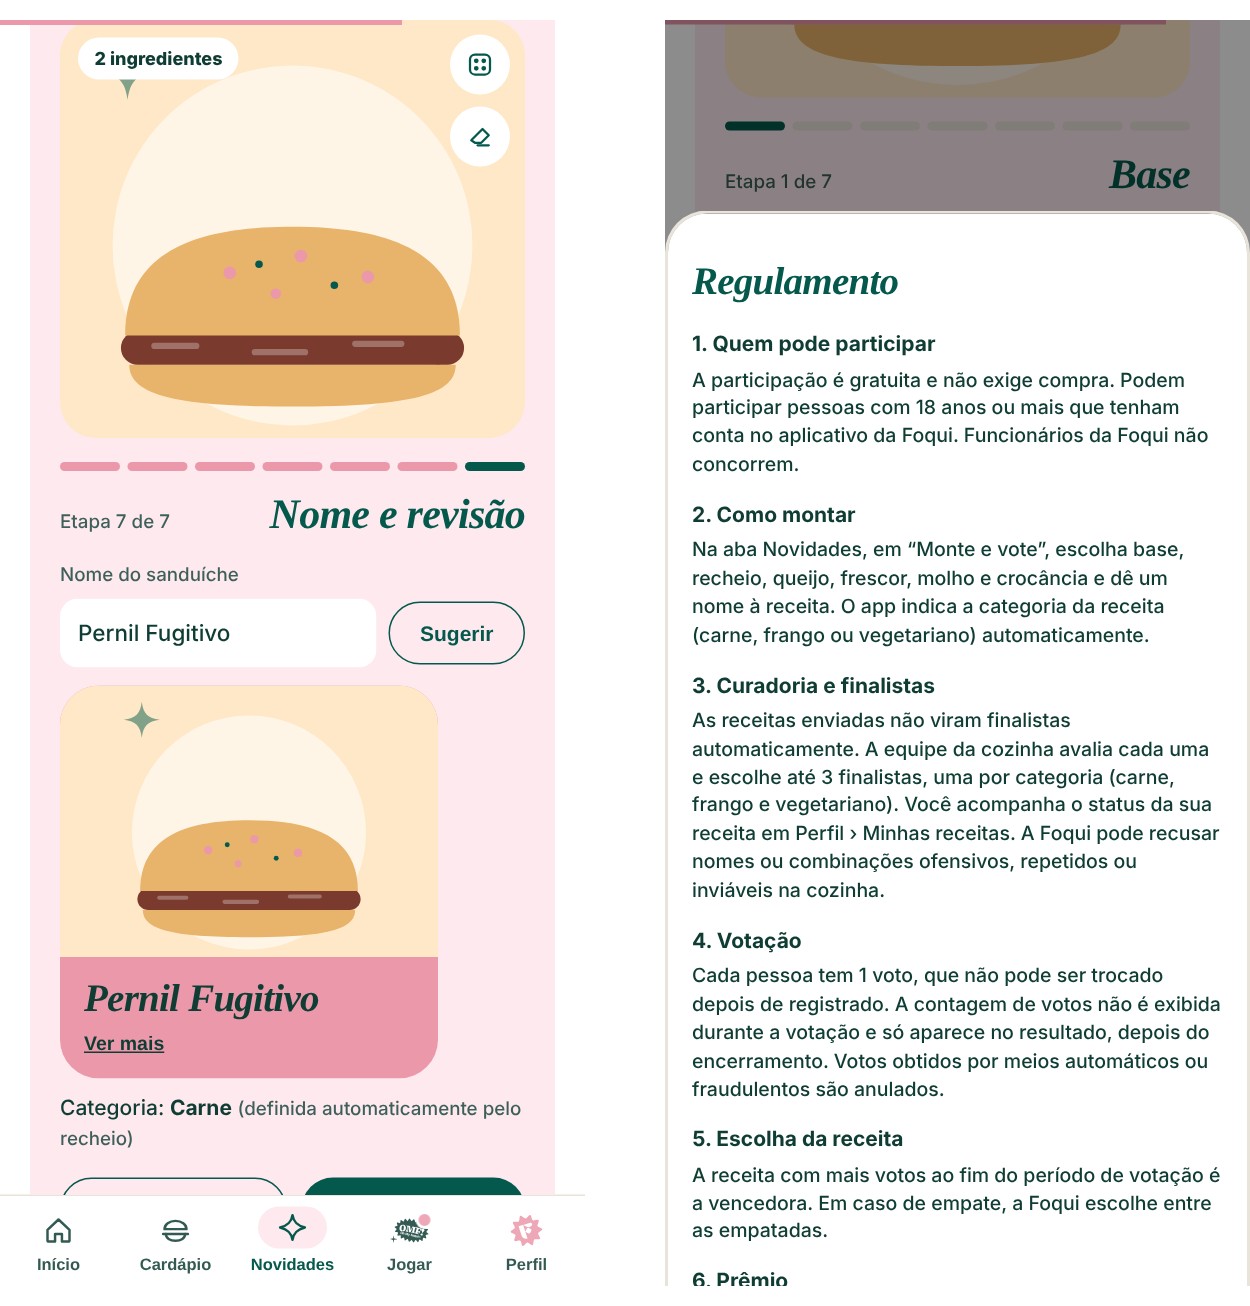 2 ingredientes
Etapa 7 de 7
Nome e revisão
Nome do sanduíche
Pernil Fugitivo
Sugerir
Pernil Fugitivo
Ver mais
Categoria: Carne (definida automaticamente pelo
recheio)
Início
Cardápio
Novidades
Jogar
Perfil
Etapa 1 de 7
Base
Regulamento
1. Quem pode participar
A participação é gratuita e não exige compra. Podem
participar pessoas com 18 anos ou mais que tenham
conta no aplicativo da Foqui. Funcionários da Foqui não
concorrem.
2. Como montar
Na aba Novidades, em “Monte e vote”, escolha base,
recheio, queijo, frescor, molho e crocância e dê um
nome à receita. O app indica a categoria da receita
(carne, frango ou vegetariano) automaticamente.
3. Curadoria e finalistas
As receitas enviadas não viram finalistas
automaticamente. A equipe da cozinha avalia cada uma
e escolhe até 3 finalistas, uma por categoria (carne,
frango e vegetariano). Você acompanha o status da sua
receita em Perfil › Minhas receitas. A Foqui pode recusar
nomes ou combinações ofensivos, repetidos ou
inviáveis na cozinha.
4. Votação
Cada pessoa tem 1 voto, que não pode ser trocado
depois de registrado. A contagem de votos não é exibida
durante a votação e só aparece no resultado, depois do
encerramento. Votos obtidos por meios automáticos ou
fraudulentos são anulados.
5. Escolha da receita
A receita com mais votos ao fim do período de votação é
a vencedora. Em caso de empate, a Foqui escolhe entre
as empatadas.
6. Prêmio